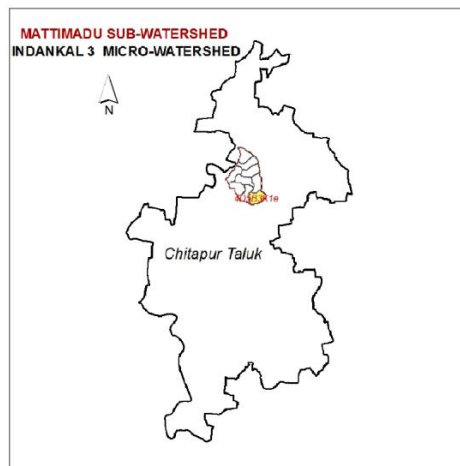 MATTIMADU SUB-WATERSHED
INDANKAL 3 MICRO-WATERSHED
N
Chitapur Taluk